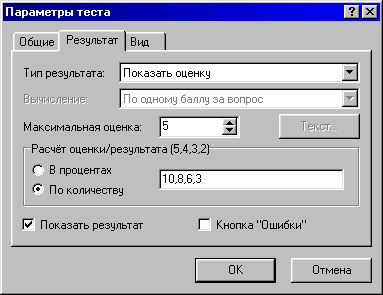 Параметры теста
Общие Результат Вид
Тип результата: Показать оценку
Вычисление: По одному баллу за вопрос
Максимальная оценка: 5 Текст...
Расчёт оценки/результата (5,4,3,2)
В процентах
По количеству 10,8,6,3
Показать результат Кнопка "Ошибки"
OK Отмена